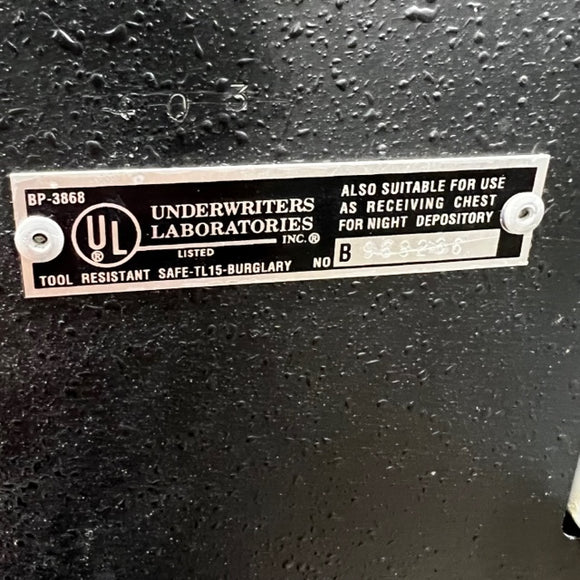 03
BP-3868
UL
®
UNDERWRITERS
LABORATORIES
INC.®
LISTED
TOOL RESISTANT SAFE-TL15-BURGLARY
ALSO SUITABLE FOR USE
AS RECEIVING CHEST
FOR NIGHT DEPOSITORY
NO B